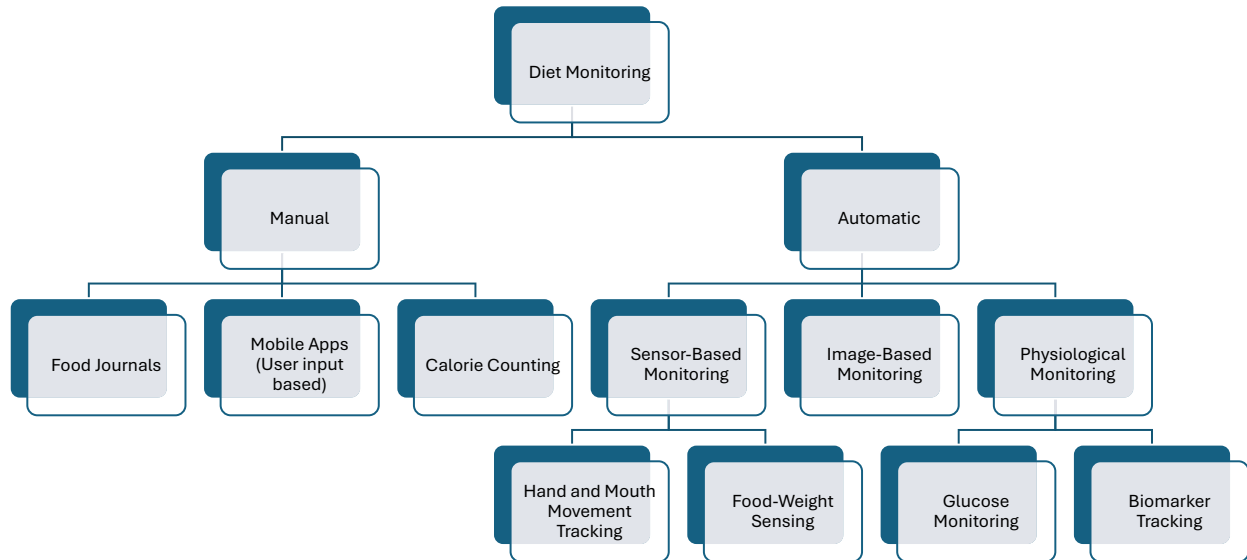 Diet Monitoring
Manual
Automatic
Food Journals
Mobile Apps
(User input
based)
Calorie Counting
Sensor-Based
Monitoring
Image-Based
Monitoring
Physiological
Monitoring
Hand and Mouth
Movement
Tracking
Food-Weight
Sensing
Glucose
Monitoring
Biomarker
Tracking